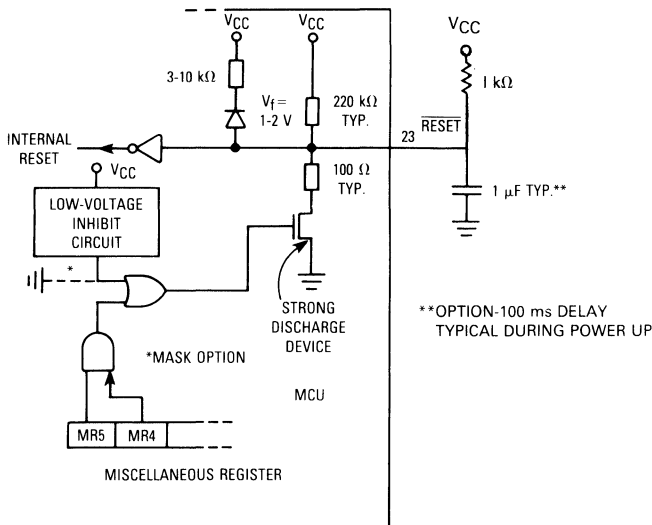 VCC
VCC
VCC
3-10 kΩ
Vf =
1-2 V
220 kΩ
TYP.
1 kΩ
INTERNAL
RESET
23
RESET
VCC
100 Ω
TYP.
1 µF TYP.**
LOW-VOLTAGE
INHIBIT
CIRCUIT
*
STRONG
DISCHARGE
DEVICE
**OPTION-100 ms DELAY
TYPICAL DURING POWER UP
*MASK OPTION
MCU
MR5
MR4
MISCELLANEOUS REGISTER